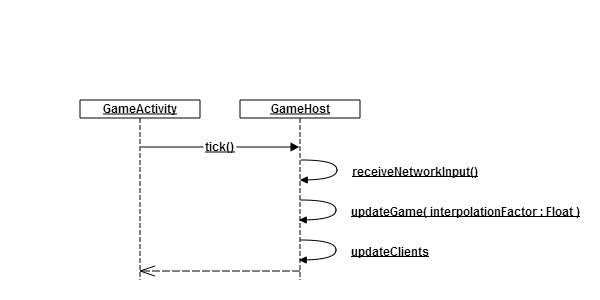 GameActivity
GameHost
tick()
receiveNetworkInput()
updateGame( interpolationFactor : Float )
updateClients